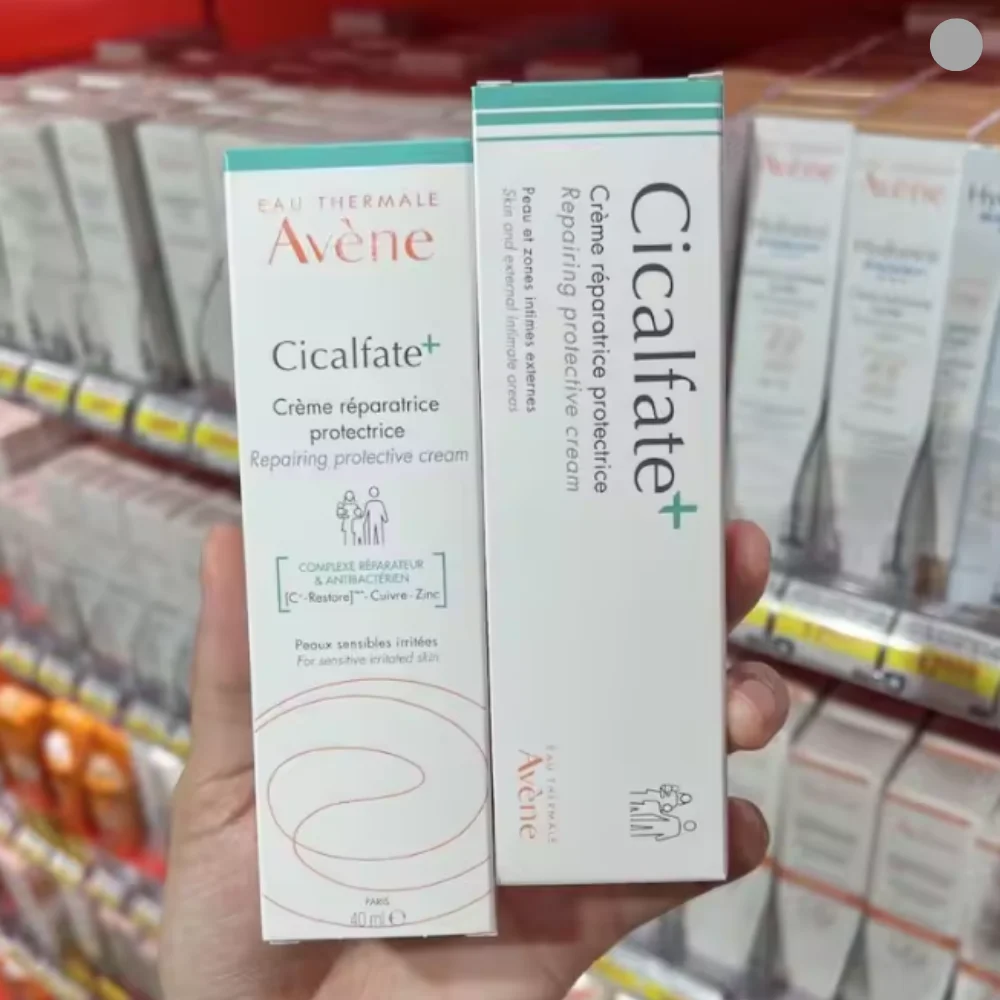 EAU THERMALE
Avène
Cicalfate+
Crème réparatrice
protectrice
Repairing protective cream
COMPLEXE RÉPARATEUR
& ANTIBACTÉRIEN
[C+-Restore]™-Cuivre-Zinc
Peaux sensibles irritées
For sensitive irritated skin
PARIS
40 ml ℮
Cicalfate+
Crème réparatrice protectrice
Repairing protective cream
Peau et zones intimes externes
Skin and external intimate areas
EAU THERMALE
Avène
Avène
Avène